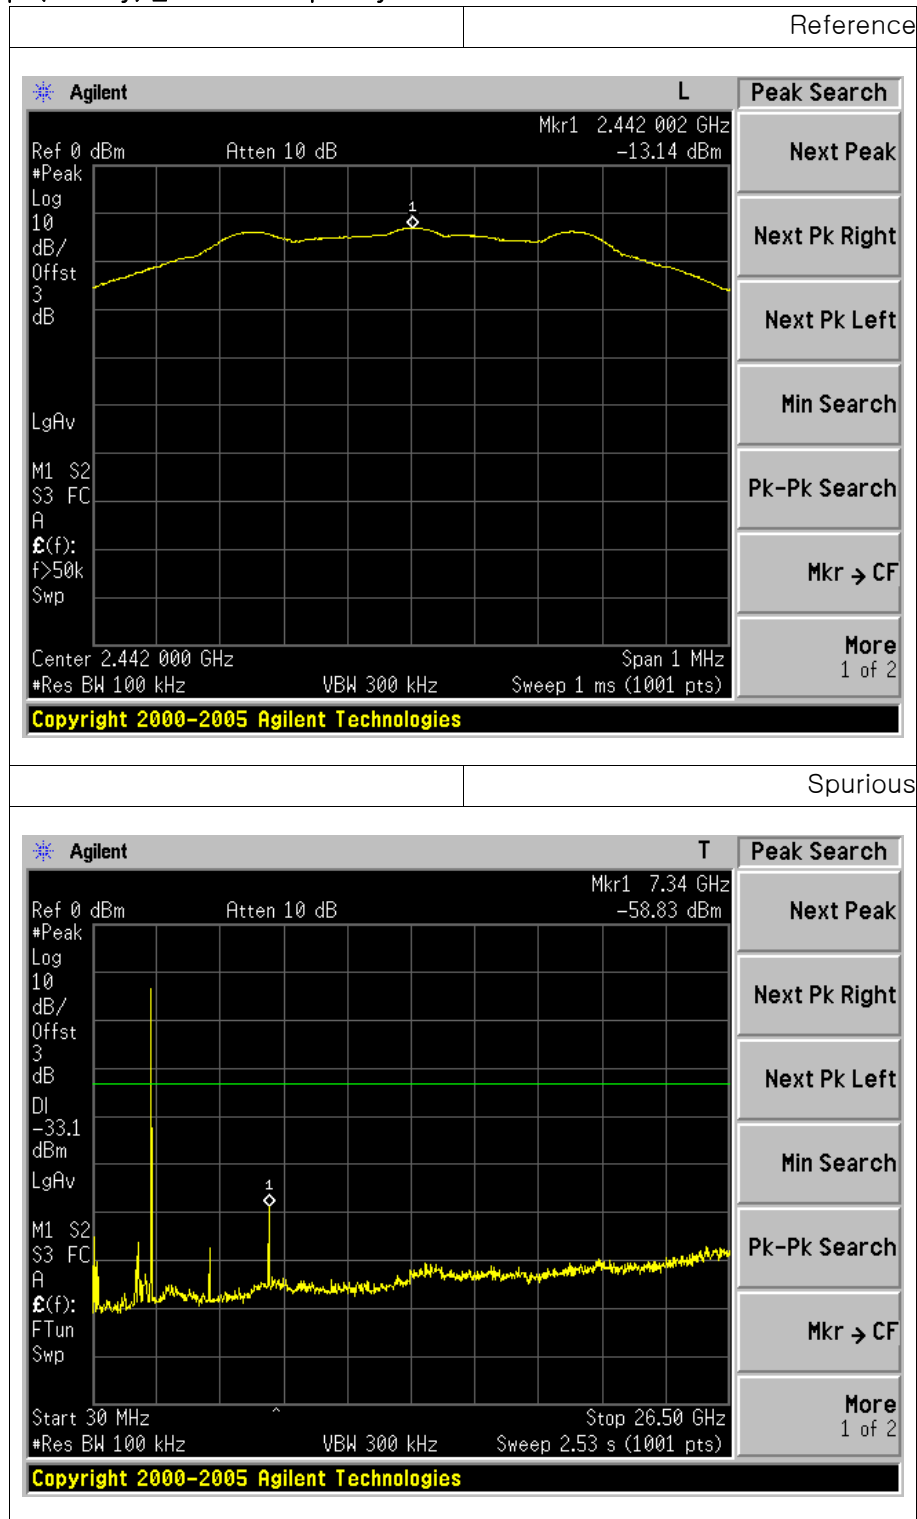 Reference
Agilent L Peak Search
Mkr1 2.442 002 GHz
Ref 0 dBm Atten 10 dB -13.14 dBm
#Peak
Log
10
dB/
Offst
3
dB
LgAv
M1 S2
S3 FC
A
£(f):
f>50k
Swp
1
Center 2.442 000 GHz Span 1 MHz
#Res BW 100 kHz VBW 300 kHz Sweep 1 ms (1001 pts)
Copyright 2000-2005 Agilent Technologies
Next Peak
Next Pk Right
Next Pk Left
Min Search
Pk-Pk Search
Mkr → CF
More
1 of 2
Spurious
Agilent T Peak Search
Mkr1 7.34 GHz
Ref 0 dBm Atten 10 dB -58.83 dBm
#Peak
Log
10
dB/
Offst
3
dB
DI
-33.1
dBm
LgAv
M1 S2
S3 FC
A
£(f):
FTun
Swp
1
Start 30 MHz ^ Stop 26.50 GHz
#Res BW 100 kHz VBW 300 kHz Sweep 2.53 s (1001 pts)
Copyright 2000-2005 Agilent Technologies
Next Peak
Next Pk Right
Next Pk Left
Min Search
Pk-Pk Search
Mkr → CF
More
1 of 2